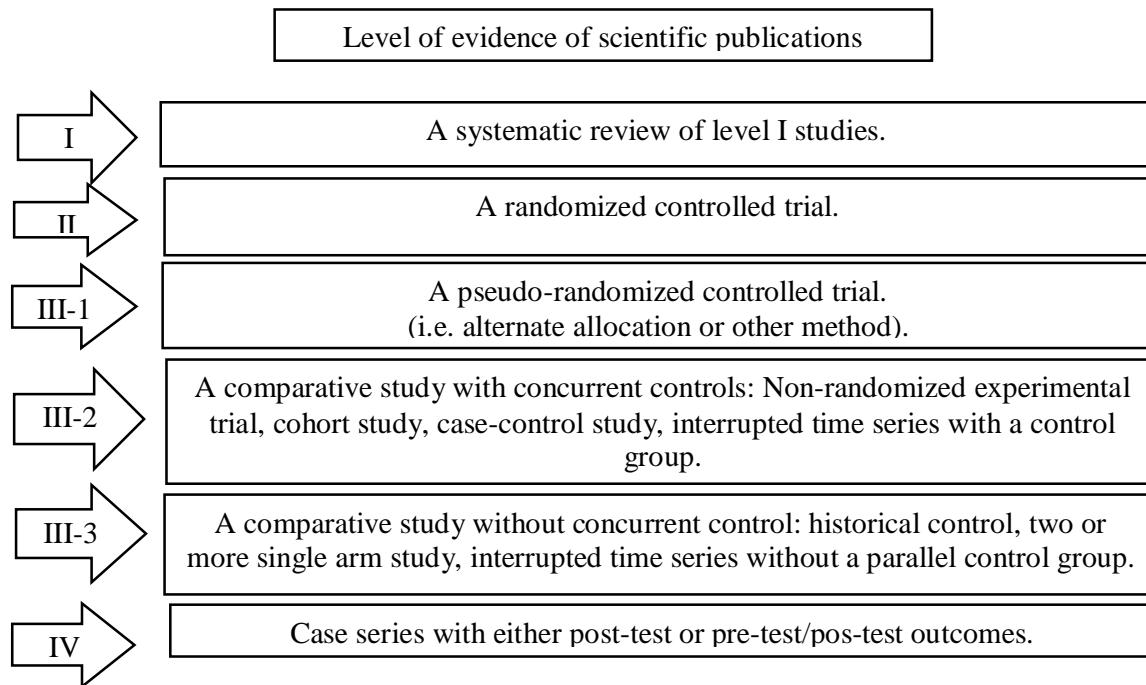 Level of evidence of scientific publications
I
A systematic review of level I studies.
II
A randomized controlled trial.
III-1
A pseudo-randomized controlled trial.
(i.e. alternate allocation or other method).
III-2
A comparative study with concurrent controls: Non-randomized experimental
trial, cohort study, case-control study, interrupted time series with a control
group.
III-3
A comparative study without concurrent control: historical control, two or
more single arm study, interrupted time series without a parallel control group.
IV
Case series with either post-test or pre-test/pos-test outcomes.